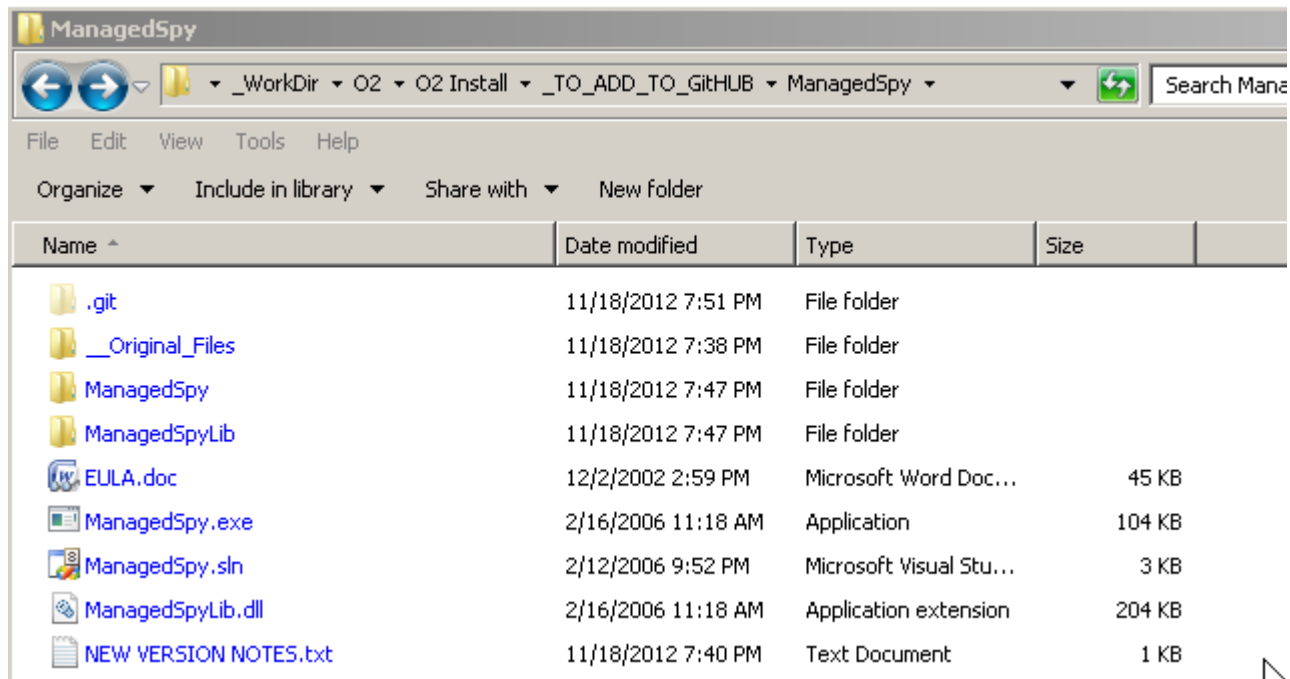 ManagedSpy
_WorkDir O2 O2 Install _TO_ADD_TO_GitHUB ManagedSpy Search Mana
File Edit View Tools Help
Organize Include in library Share with New folder
Name Date modified Type Size
.git 11/18/2012 7:51 PM File folder
__Original_Files 11/18/2012 7:38 PM File folder
ManagedSpy 11/18/2012 7:47 PM File folder
ManagedSpyLib 11/18/2012 7:47 PM File folder
EULA.doc 12/2/2002 2:59 PM Microsoft Word Doc... 45 KB
ManagedSpy.exe 2/16/2006 11:18 AM Application 104 KB
ManagedSpy.sln 2/12/2006 9:52 PM Microsoft Visual Stu... 3 KB
ManagedSpyLib.dll 2/16/2006 11:18 AM Application extension 204 KB
NEW VERSION NOTES.txt 11/18/2012 7:40 PM Text Document 1 KB